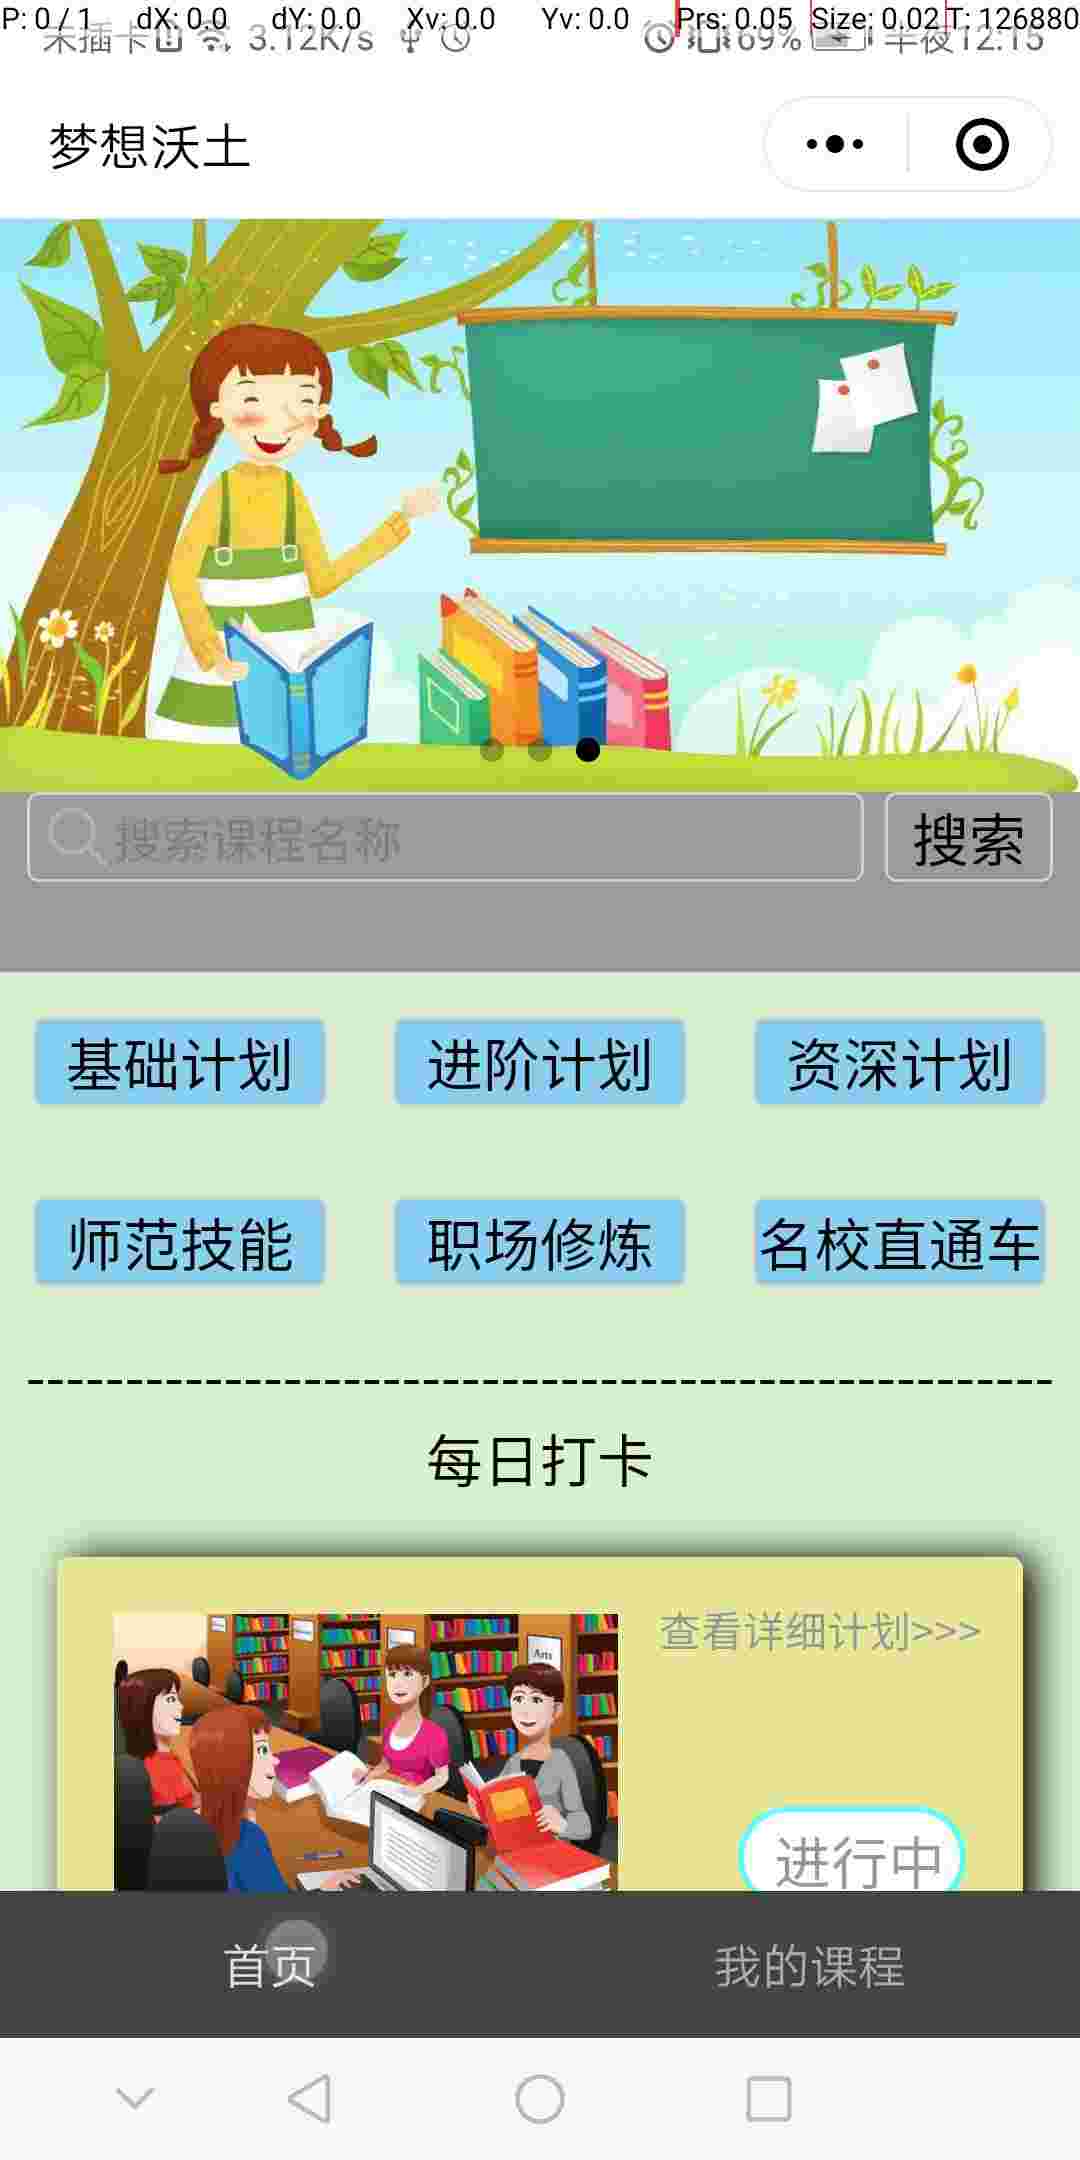 P: 0 / 1 dX: 0.0 dY: 0.0 Xv: 0.0 Yv: 0.0 Prs: 0.05 Size: 0.02 T: 126880
未插卡 3.12K/s 69% 半夜12:15
梦想沃土
搜索课程名称 搜索
基础计划 进阶计划 资深计划
师范技能 职场修炼 名校直通车
每日打卡
查看详细计划>>>
Arts
进行中
首页 我的课程